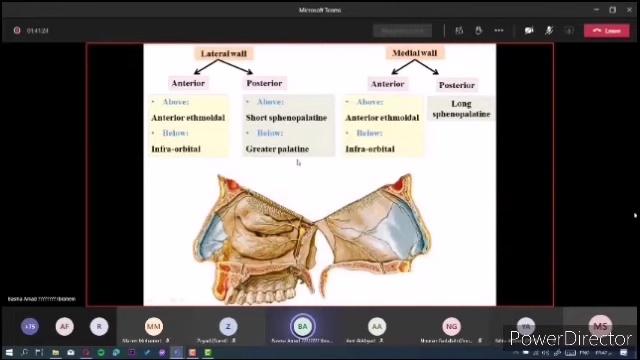 Microsoft Teams
01:41:24
Leave
Lateral wall
Medial wall
Anterior
Posterior
Anterior
Posterior
• Above:
Anterior ethmoidal
• Below:
Infra-orbital
• Above:
Short sphenopalatine
• Below:
Greater palatine
• Above:
Anterior ethmoidal
• Below:
Infra-orbital
Long
sphenopalatine
+75
AF
R
MM
Z
BA
AA
NG
YA
MS
PowerDirector